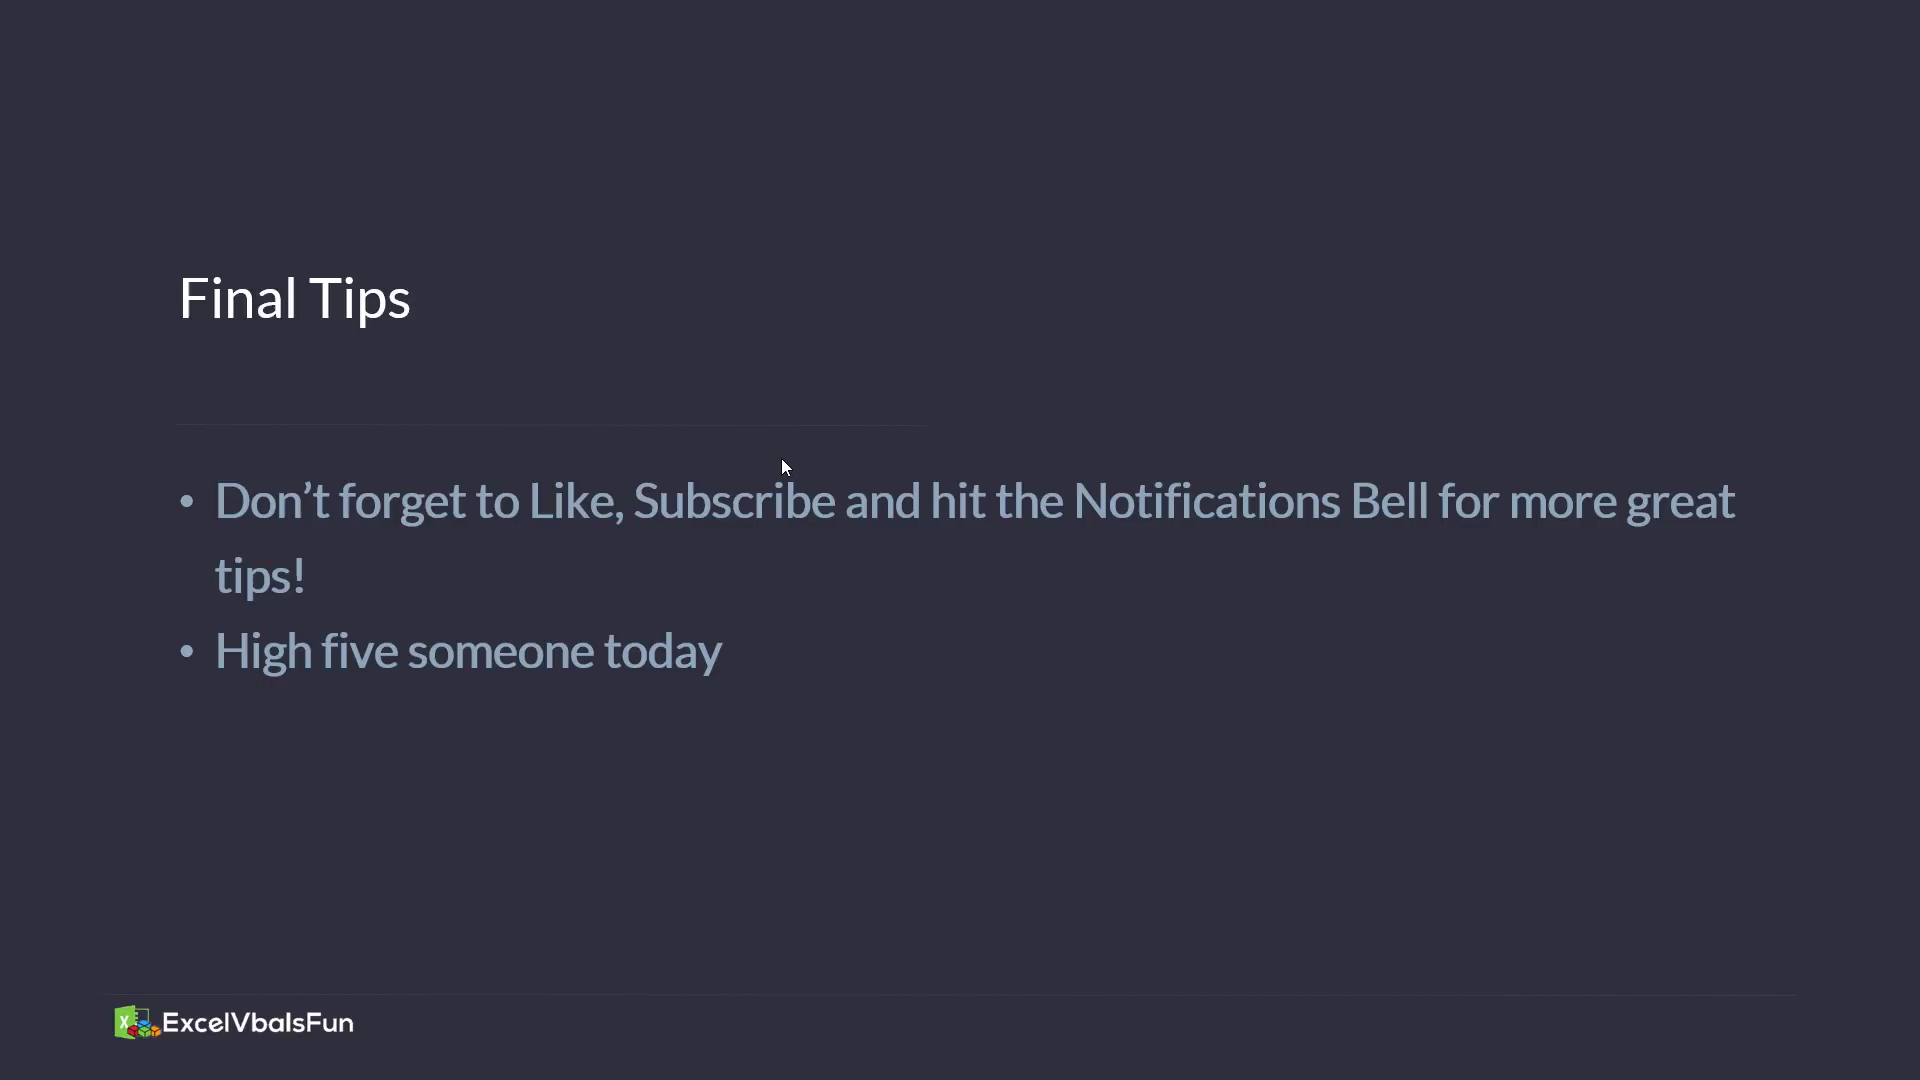 Final Tips
• Don’t forget to Like, Subscribe and hit the Notifications Bell for more great
tips!
• High five someone today
X ExcelVbaIsFun